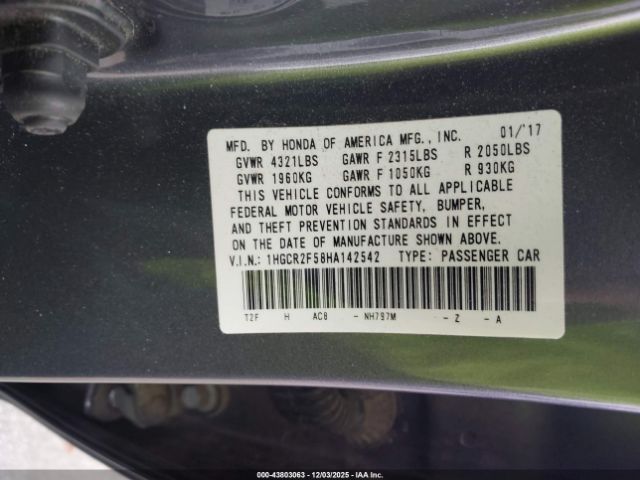 MFD. BY HONDA OF AMERICA MFG., INC. 01/'17
GVWR 4321LBS GAWR F 2315LBS R 2050LBS
GVWR 1960KG GAWR F 1050KG R 930KG
THIS VEHICLE CONFORMS TO ALL APPLICABLE
FEDERAL MOTOR VEHICLE SAFETY, BUMPER,
AND THEFT PREVENTION STANDARDS IN EFFECT
ON THE DATE OF MANUFACTURE SHOWN ABOVE.
V.I.N.: 1HGCR2F58HA142542 TYPE: PASSENGER CAR
T2F H AC8 - NH797M - Z - A
000-43803063 - 12/03/2025 - IAA Inc.